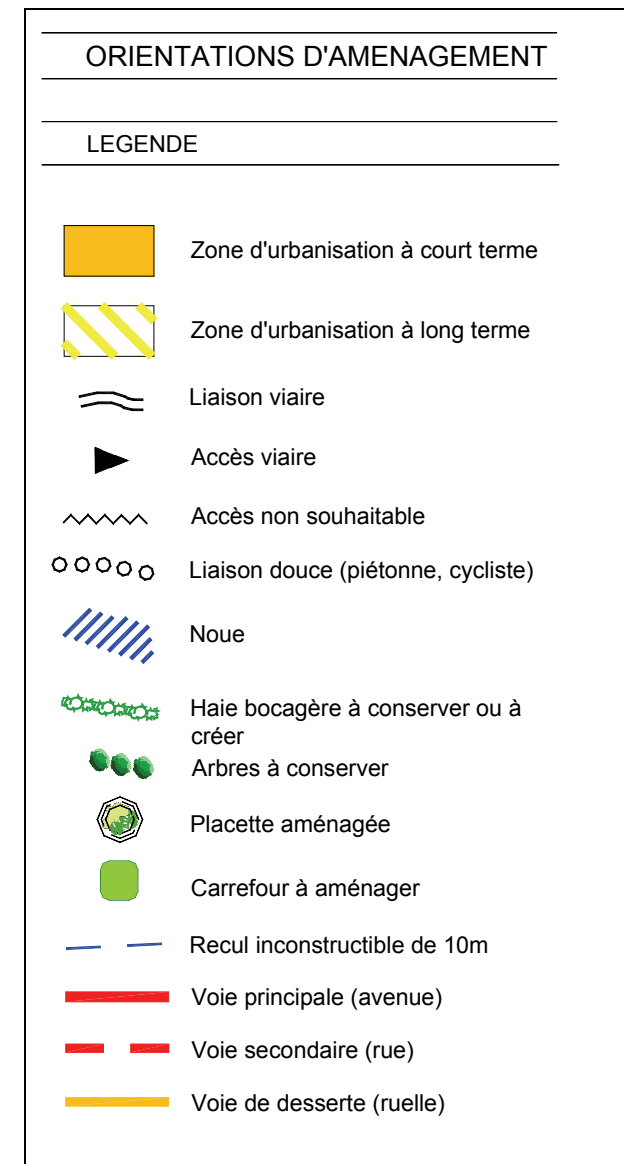 ORIENTATIONS D'AMENAGEMENT
LEGENDE
Zone d'urbanisation à court terme
Zone d'urbanisation à long terme
Liaison viaire
Accès viaire
Accès non souhaitable
Liaison douce (piétonne, cycliste)
Noue
Haie bocagère à conserver ou à
créer
Arbres à conserver
Placette aménagée
Carrefour à aménager
Recul inconstructible de 10m
Voie principale (avenue)
Voie secondaire (rue)
Voie de desserte (ruelle)